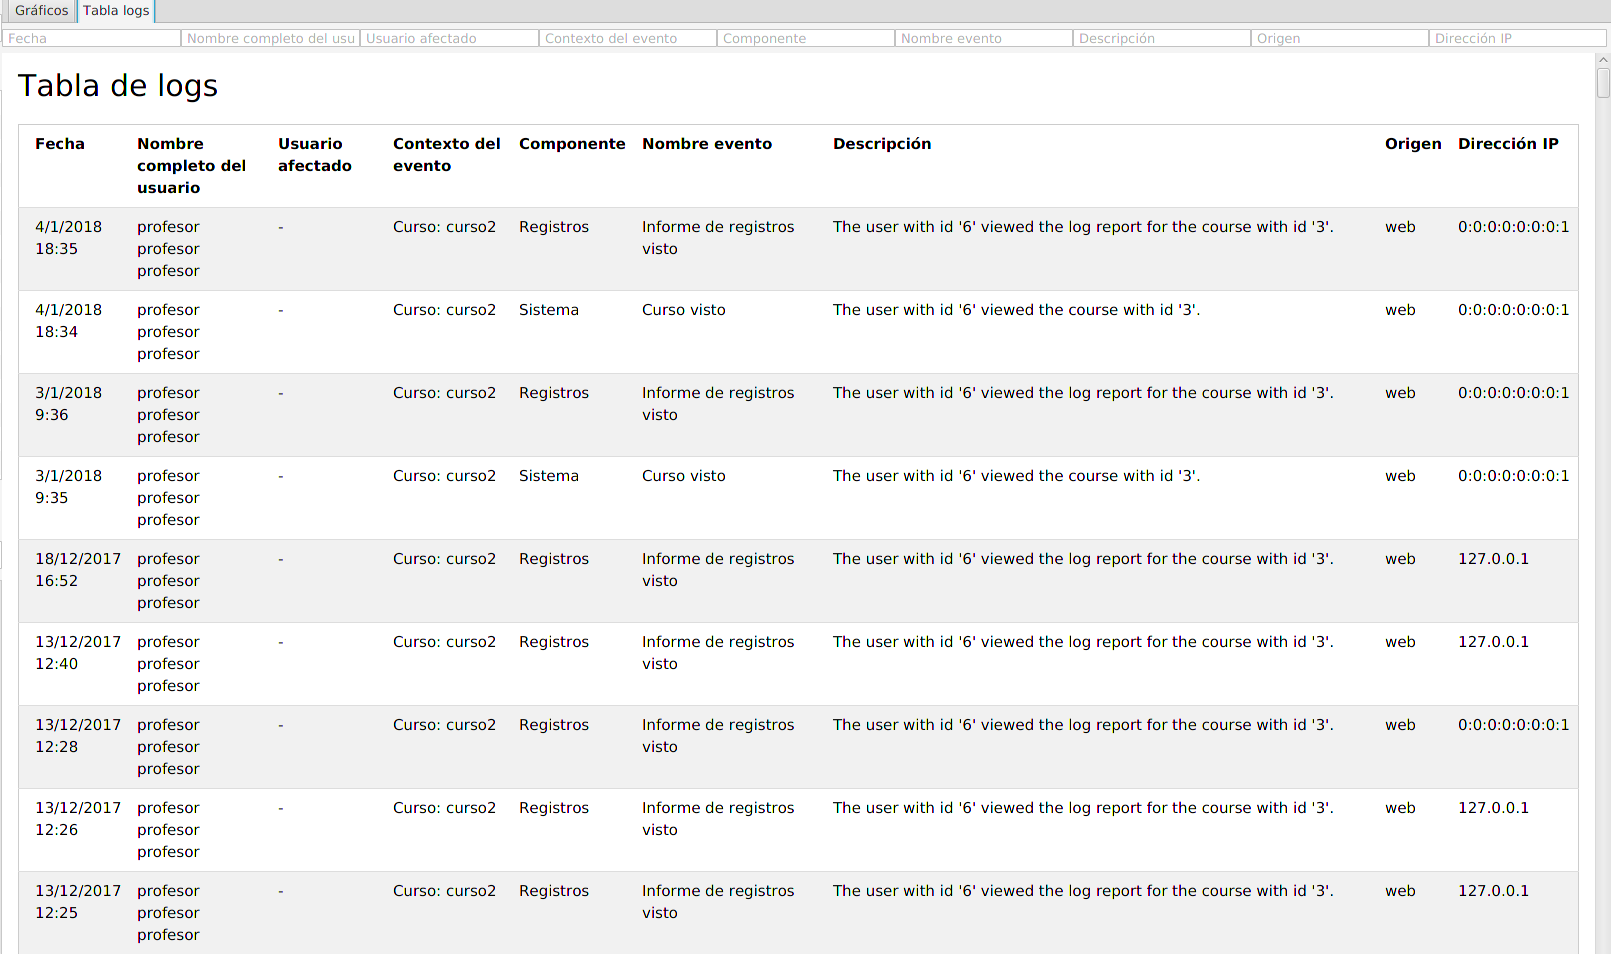 Gráficos Tabla logs
Fecha Nombre completo del usu Usuario afectado Contexto del evento Componente Nombre evento Descripción Origen Dirección IP
Tabla de logs
Fecha Nombre Usuario Contexto del Componente Nombre evento Descripción Origen Dirección IP
completo del afectado evento
usuario
4/1/2018 profesor - Curso: curso2 Registros Informe de registros The user with id '6' viewed the log report for the course with id '3'. web 0:0:0:0:0:0:0:1
18:35 profesor visto
profesor
4/1/2018 profesor - Curso: curso2 Sistema Curso visto The user with id '6' viewed the course with id '3'. web 0:0:0:0:0:0:0:1
18:34 profesor
profesor
3/1/2018 profesor - Curso: curso2 Registros Informe de registros The user with id '6' viewed the log report for the course with id '3'. web 0:0:0:0:0:0:0:1
9:36 profesor visto
profesor
3/1/2018 profesor - Curso: curso2 Sistema Curso visto The user with id '6' viewed the course with id '3'. web 0:0:0:0:0:0:0:1
9:35 profesor
profesor
18/12/2017 profesor - Curso: curso2 Registros Informe de registros The user with id '6' viewed the log report for the course with id '3'. web 127.0.0.1
16:52 profesor visto
profesor
13/12/2017 profesor - Curso: curso2 Registros Informe de registros The user with id '6' viewed the log report for the course with id '3'. web 127.0.0.1
12:40 profesor visto
profesor
13/12/2017 profesor - Curso: curso2 Registros Informe de registros The user with id '6' viewed the log report for the course with id '3'. web 0:0:0:0:0:0:0:1
12:28 profesor visto
profesor
13/12/2017 profesor - Curso: curso2 Registros Informe de registros The user with id '6' viewed the log report for the course with id '3'. web 127.0.0.1
12:26 profesor visto
profesor
13/12/2017 profesor - Curso: curso2 Registros Informe de registros The user with id '6' viewed the log report for the course with id '3'. web 127.0.0.1
12:25 profesor visto
profesor